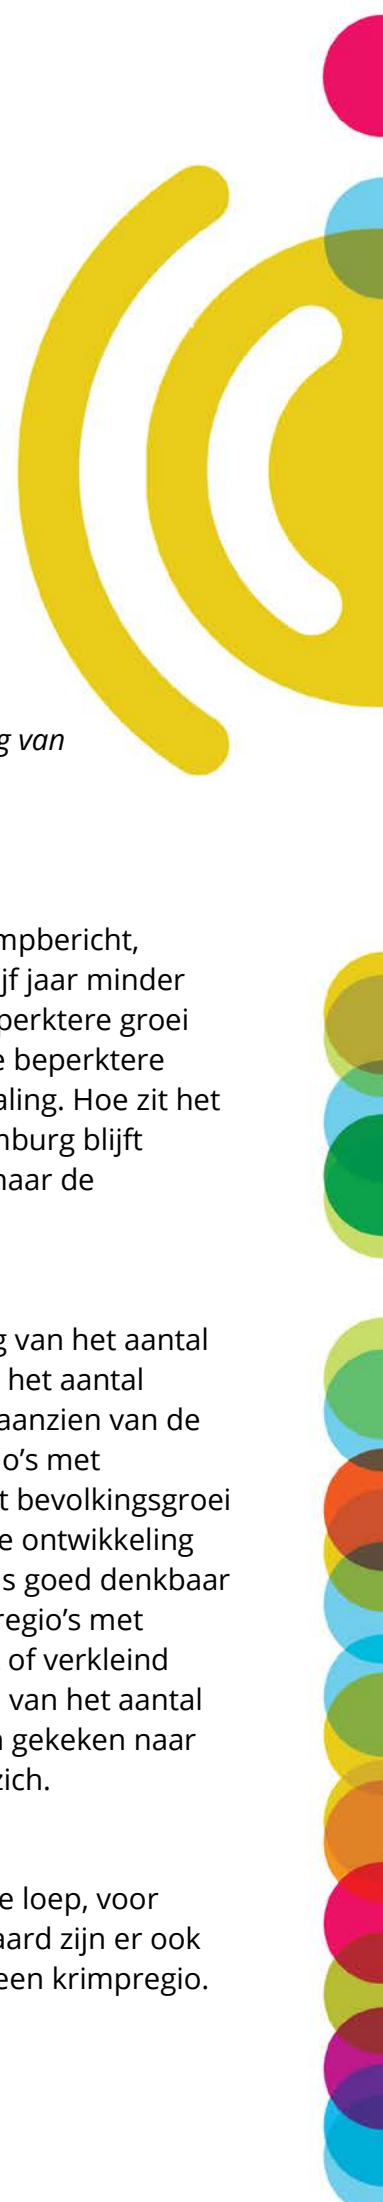 g van
mpbericht,
ijf jaar minder
perktere groei
e beperktere
aling. Hoe zit het
nburg blijft
naar de
g van het aantal
het aantal
aanzien van de
o's met
t bevolkingsgroei
e ontwikkeling
s goed denkbaar
regio's met
of verkleind
van het aantal
n gekeken naar
zich.
e loep, voor
aard zijn er ook
een krimpregio.